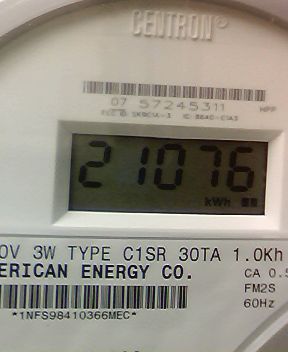 CENTRON®
07 57245311
HPP
21076
kWh
0V 3W TYPE C1SR 30TA 1.0Kh
ERICAN ENERGY CO.
CA 0.5
FM2S
60Hz
*1NFS98410366MEC*